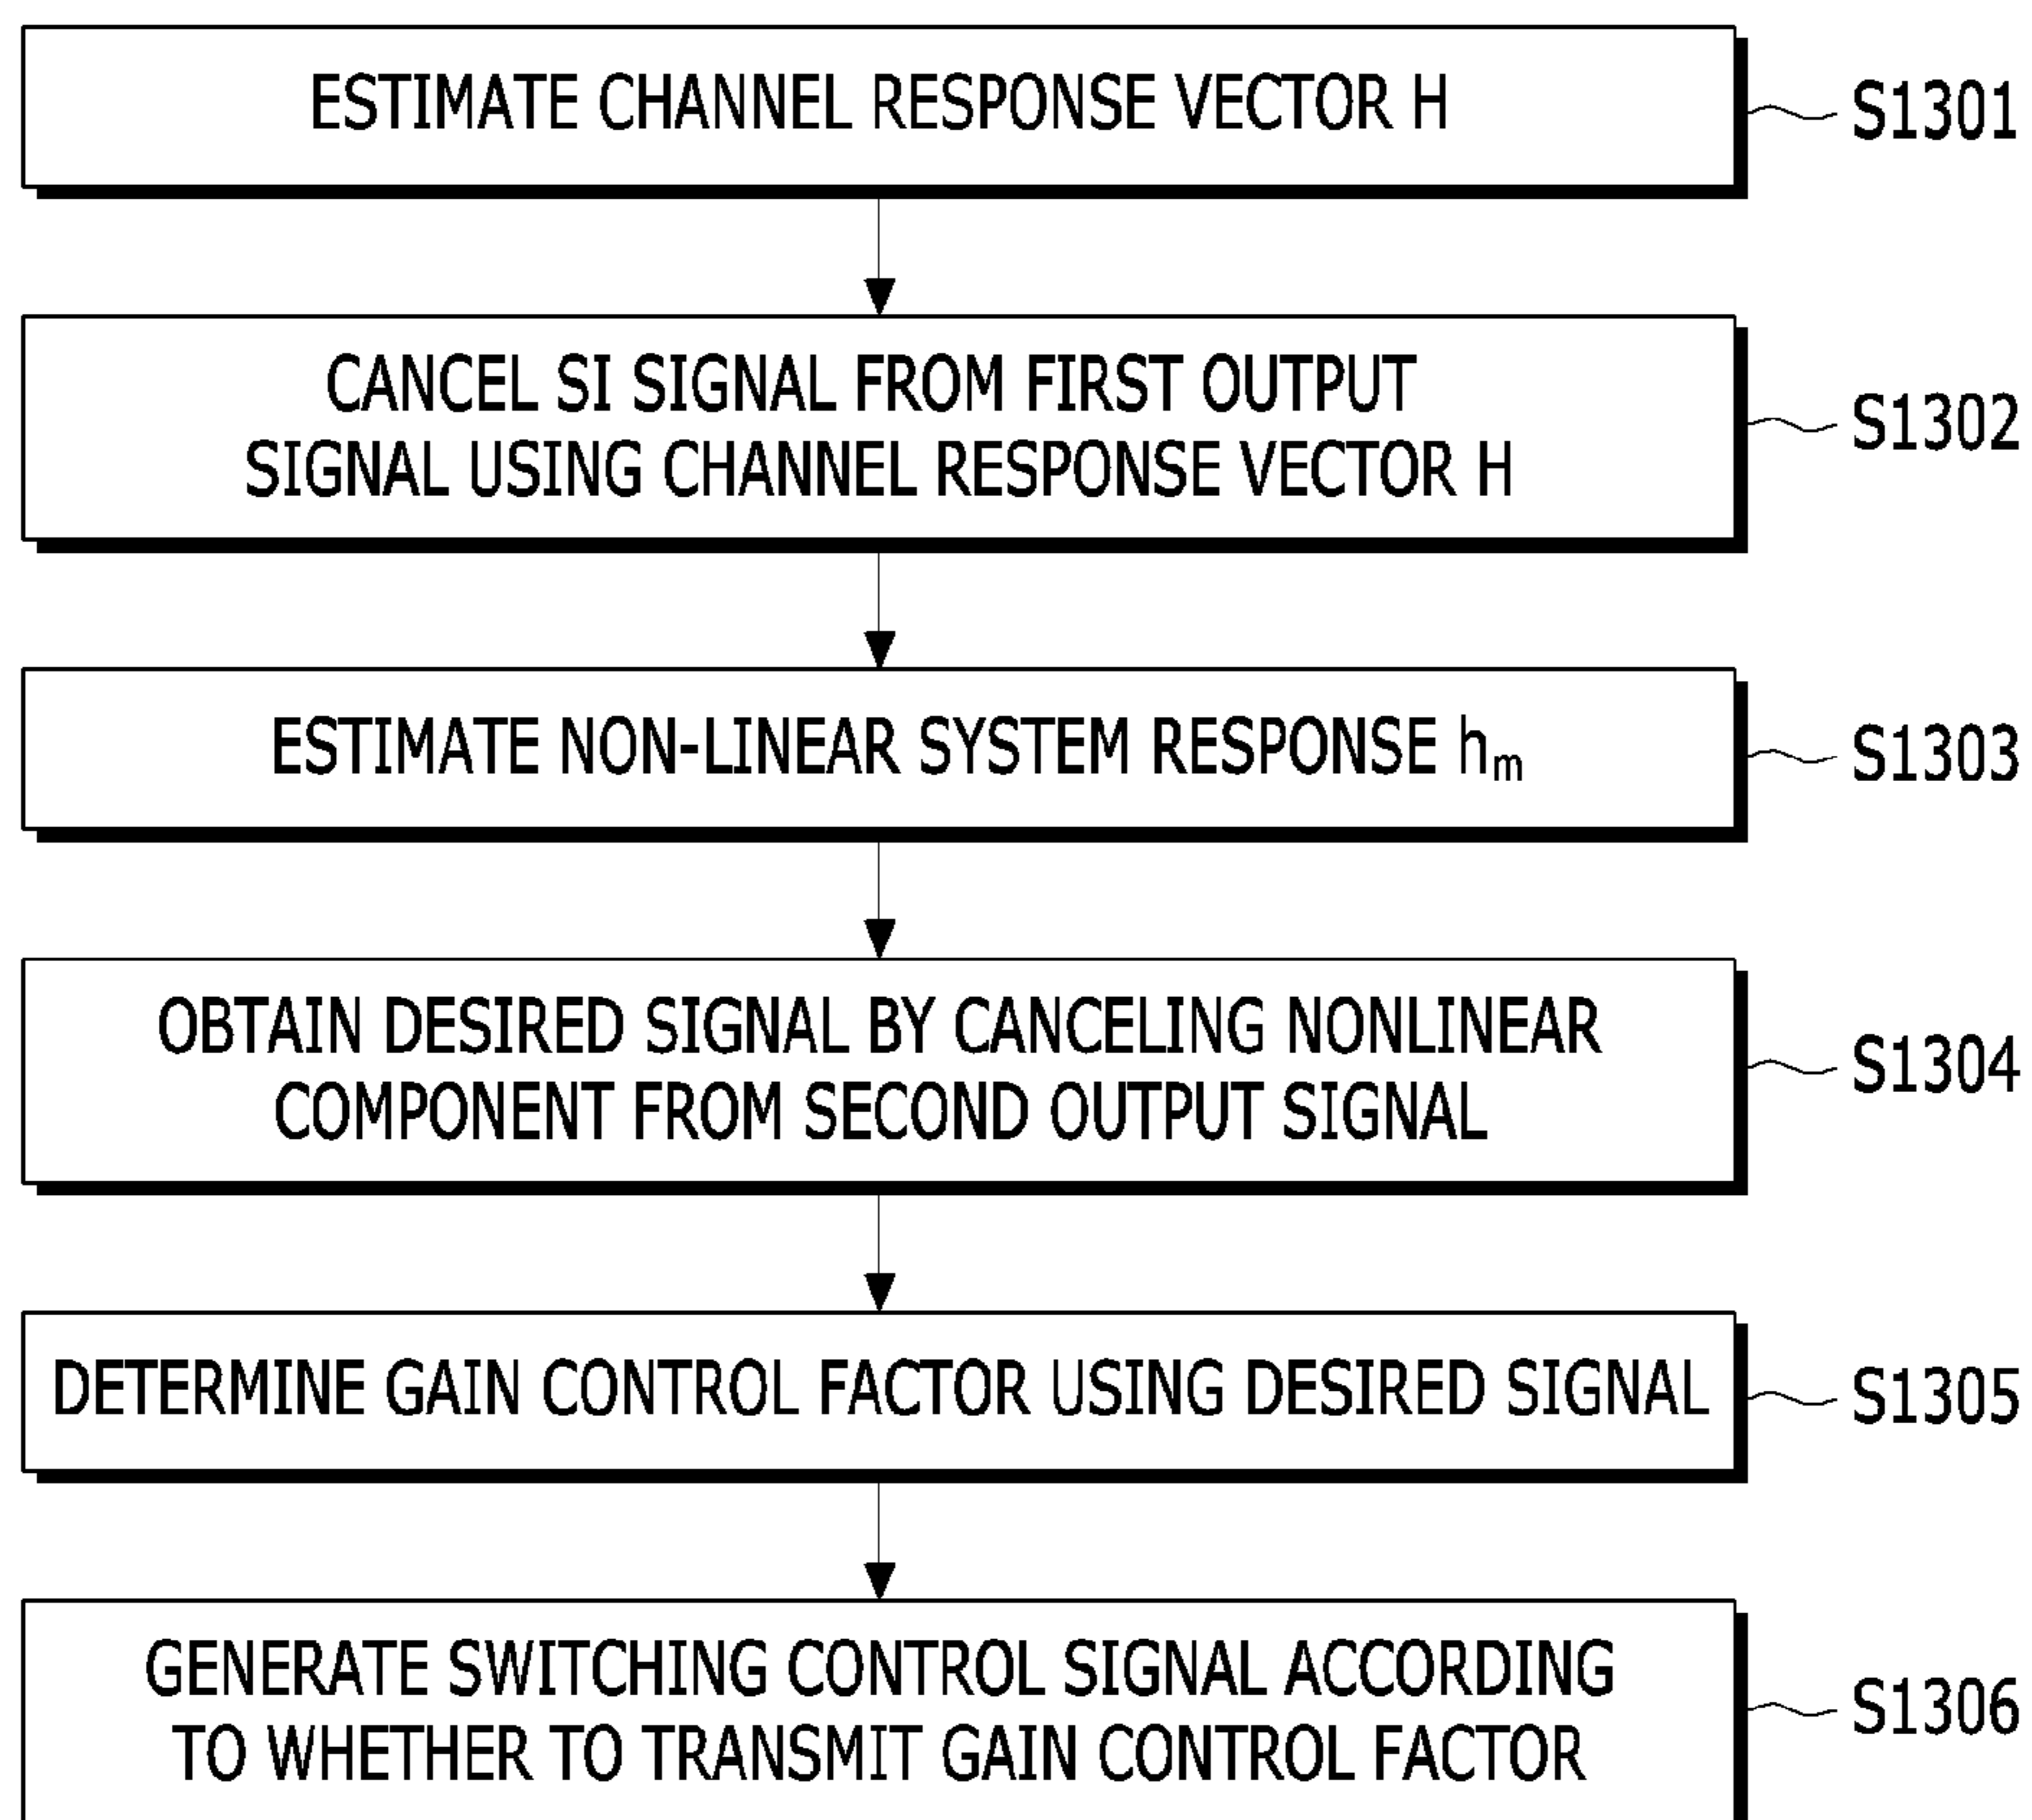 ESTIMATE CHANNEL RESPONSE VECTOR H
S1301
CANCEL SI SIGNAL FROM FIRST OUTPUT
SIGNAL USING CHANNEL RESPONSE VECTOR H
S1302
ESTIMATE NON-LINEAR SYSTEM RESPONSE hm
S1303
OBTAIN DESIRED SIGNAL BY CANCELING NONLINEAR
COMPONENT FROM SECOND OUTPUT SIGNAL
S1304
DETERMINE GAIN CONTROL FACTOR USING DESIRED SIGNAL
S1305
GENERATE SWITCHING CONTROL SIGNAL ACCORDING
TO WHETHER TO TRANSMIT GAIN CONTROL FACTOR
S1306